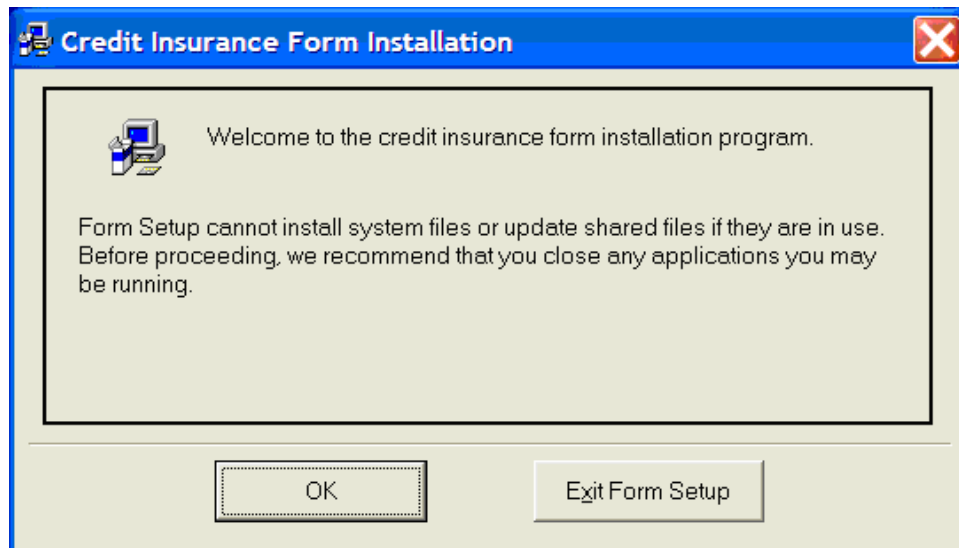 Credit Insurance Form Installation
Welcome to the credit insurance form installation program.
Form Setup cannot install system files or update shared files if they are in use.
Before proceeding, we recommend that you close any applications you may
be running.
OK
Exit Form Setup